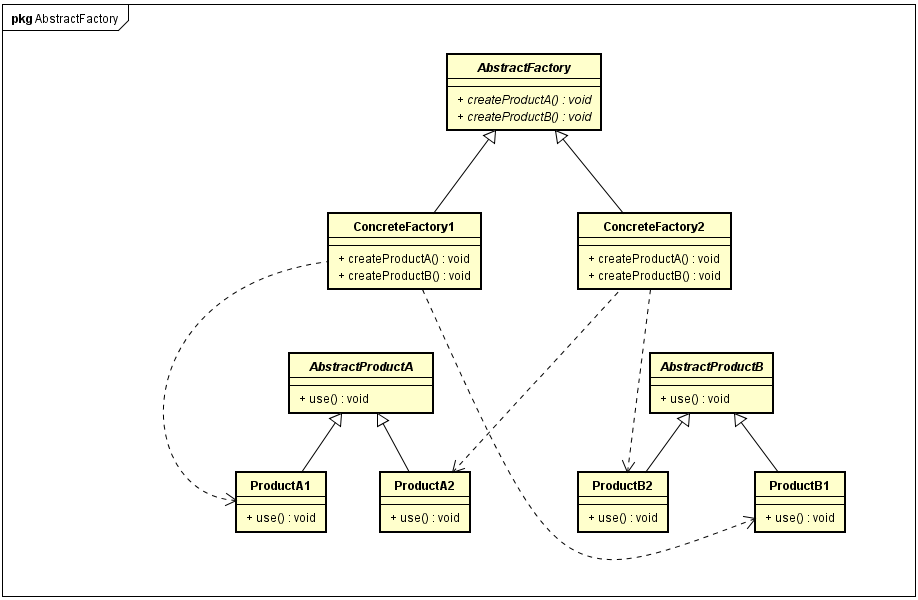 pkg AbstractFactory
AbstractFactory
+ createProductA() : void
+ createProductB() : void
ConcreteFactory1
+ createProductA() : void
+ createProductB() : void
ConcreteFactory2
+ createProductA() : void
+ createProductB() : void
AbstractProductA
+ use() : void
AbstractProductB
+ use() : void
ProductA1
+ use() : void
ProductA2
+ use() : void
ProductB2
+ use() : void
ProductB1
+ use() : void